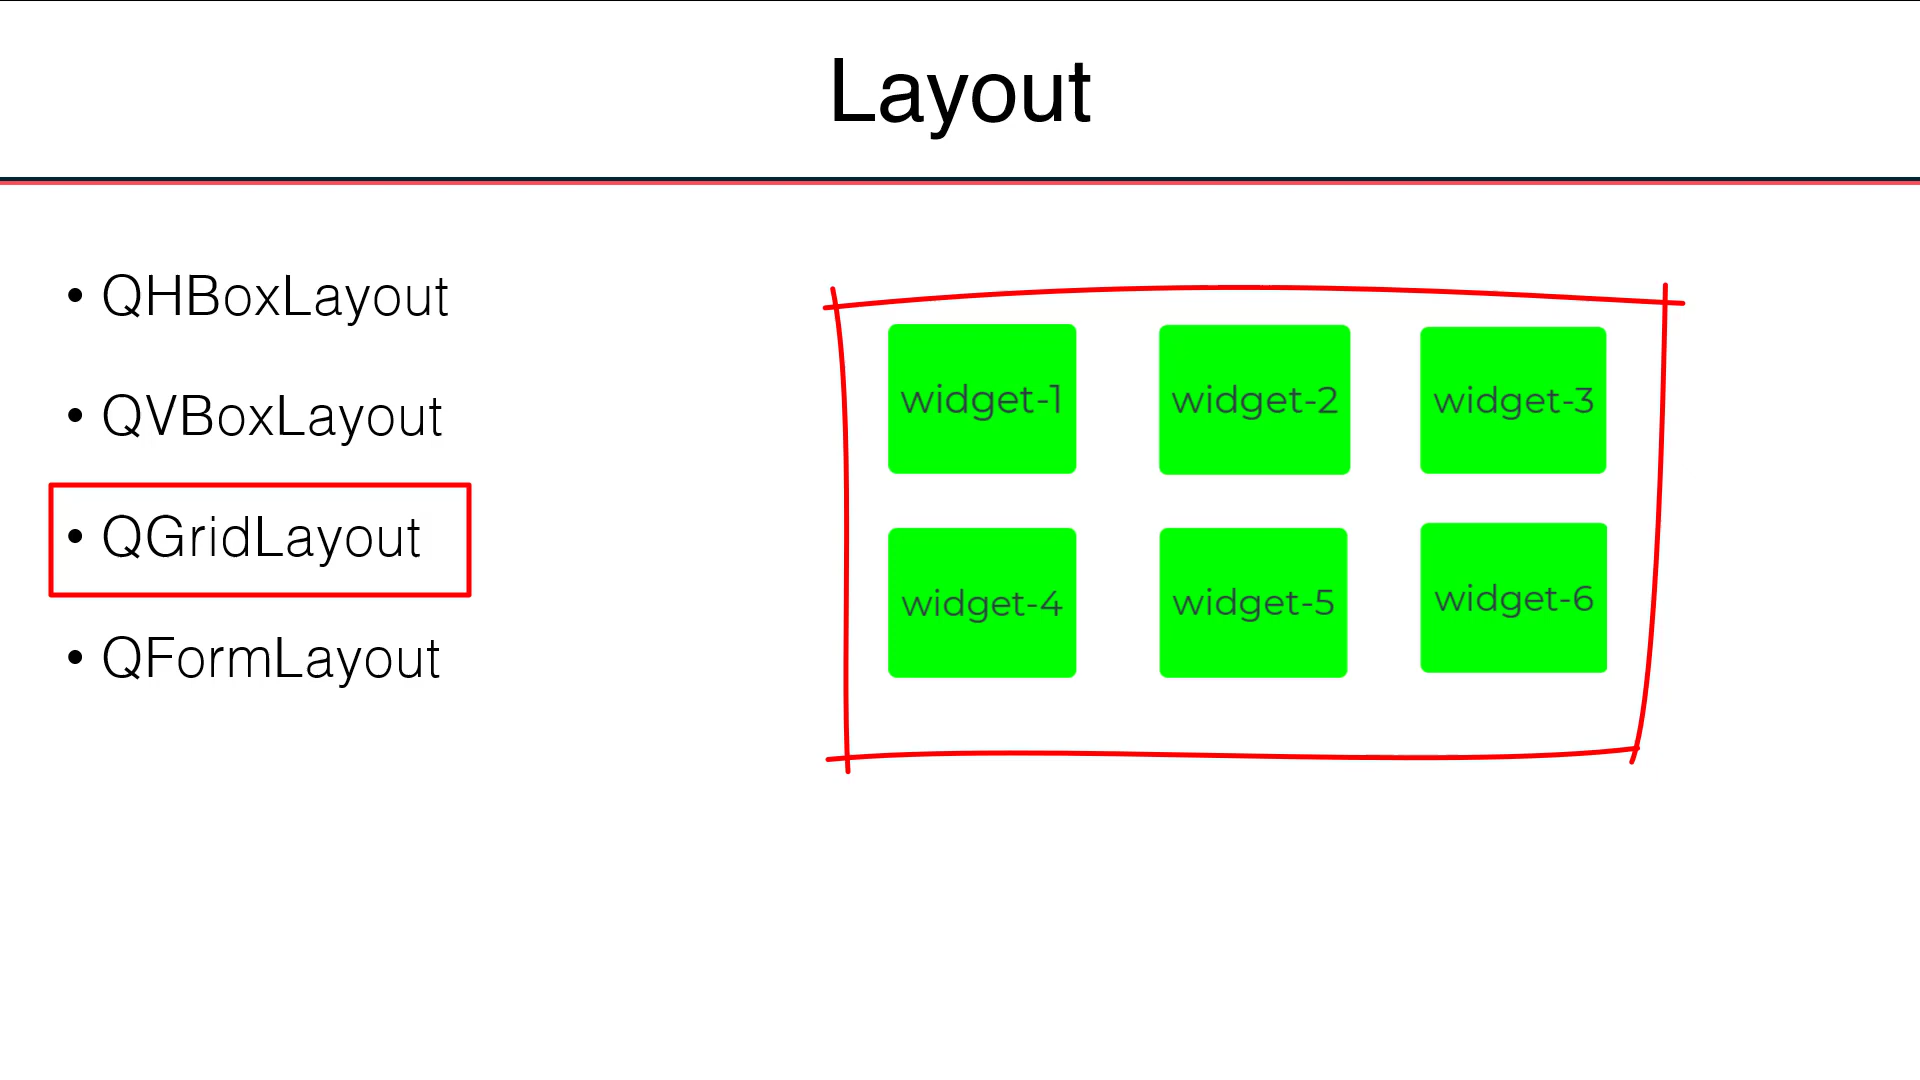 Layout
• QHBoxLayout
• QVBoxLayout
• QGridLayout
• QFormLayout
widget-1 widget-2 widget-3
widget-4 widget-5 widget-6